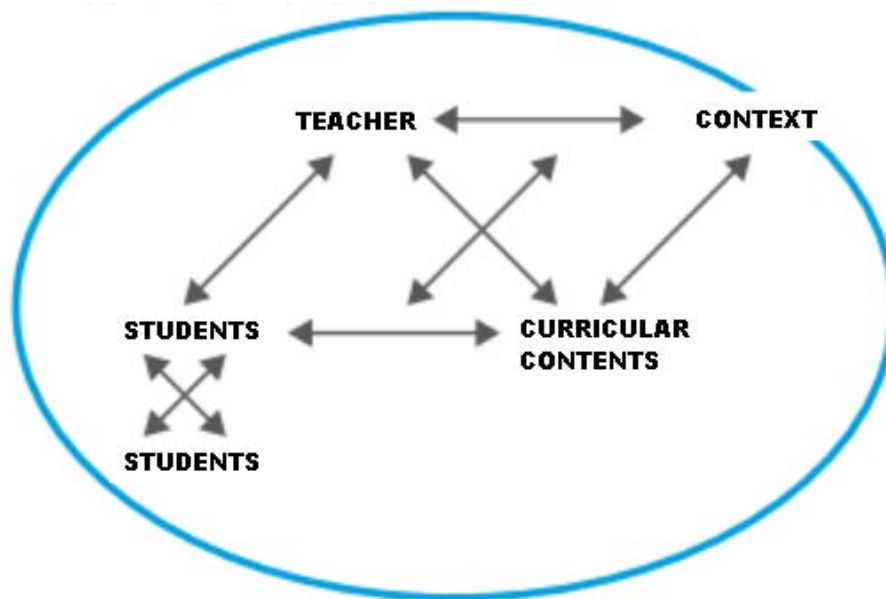 TEACHER
CONTEXT
STUDENTS
CURRICULAR
CONTENTS
STUDENTS